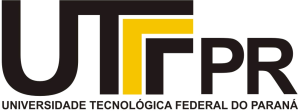 UTFPR
UNIVERSIDADE TECNOLÓGICA FEDERAL DO PARANÁ